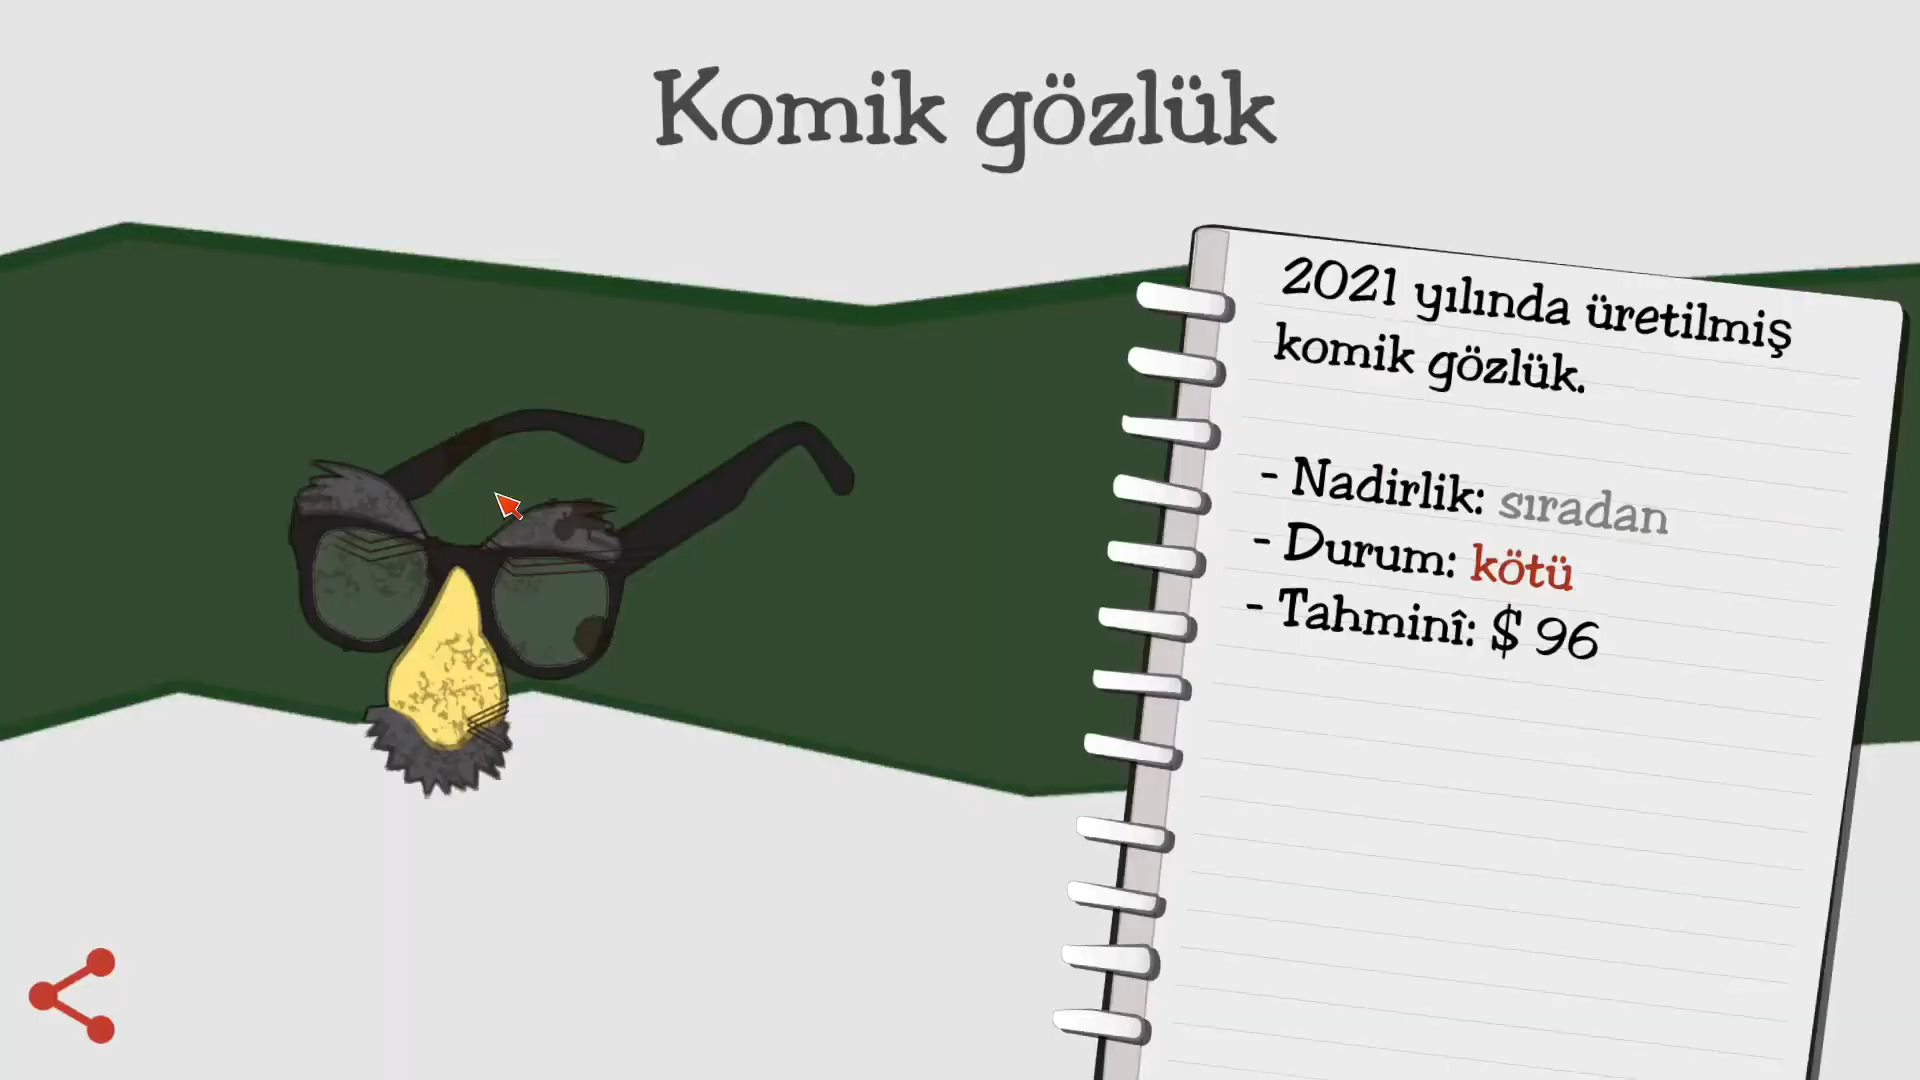 Komik gözlük
2021 yılında üretilmiş
komik gözlük.
- Nadirlik: sıradan
- Durum: kötü
- Tahminî: $ 96